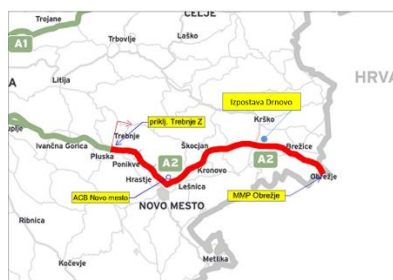 Trojane
CELJE
A1
Trbovlje
Laško
Litija
HRVA
Izpostava Drnovo
priklj. Trebnje Z
Krško
Trebnje
Ivančna Gorica
Pluska
Ponikve
Škocjan
A2
A2
Brežice
Hrastje
Kronovo
Obrežje
Lešnica
ACB Novo mesto
NOVO MESTO
MMP Obrežje
Ribnica
Metlika
Kočevje